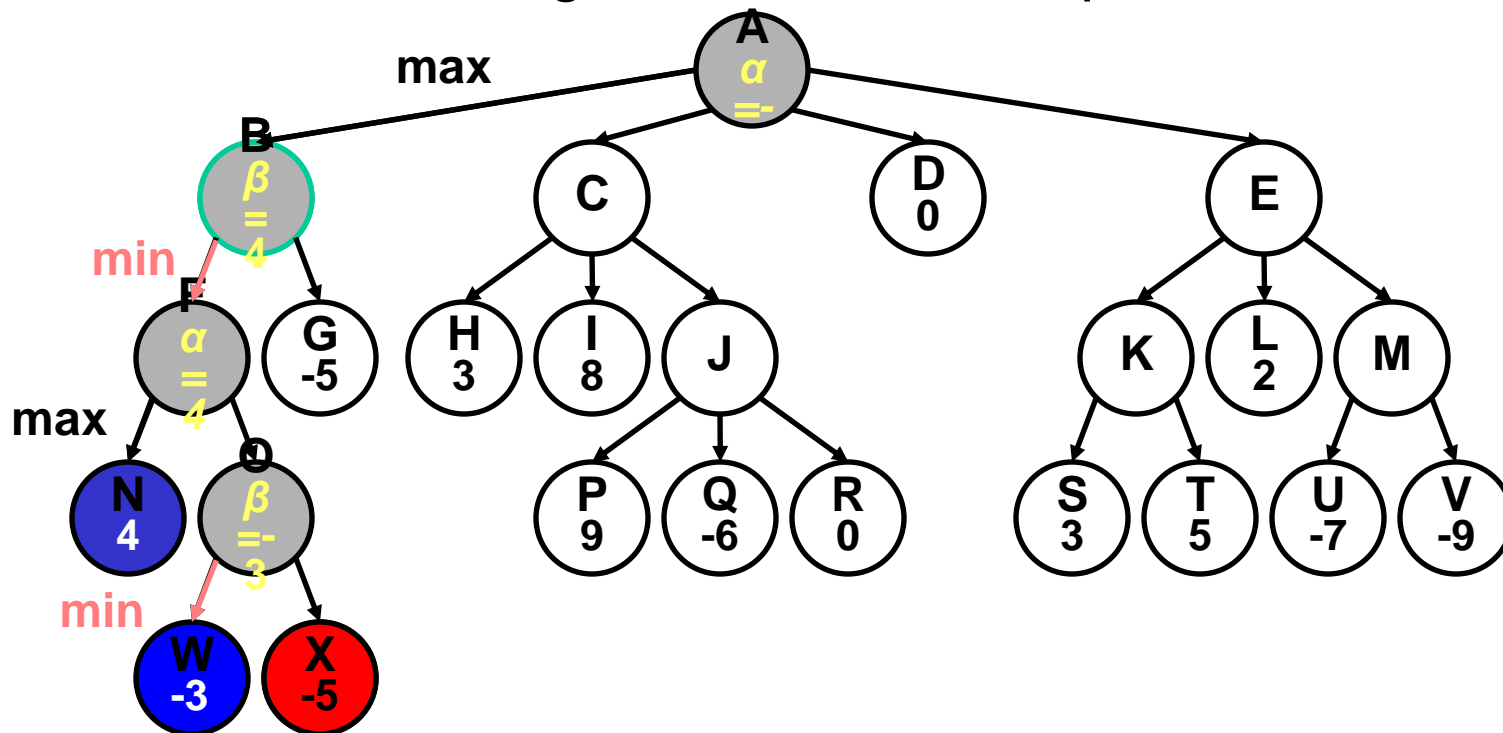 A
α
=-
max
B
β
=
4
C
D
0
E
min
F
α
=
4
G
-5
H
3
I
8
J
K
L
2
M
max
N
4
O
β
=-
3
P
9
Q
-6
R
0
S
3
T
5
U
-7
V
-9
min
W
-3
X
-5